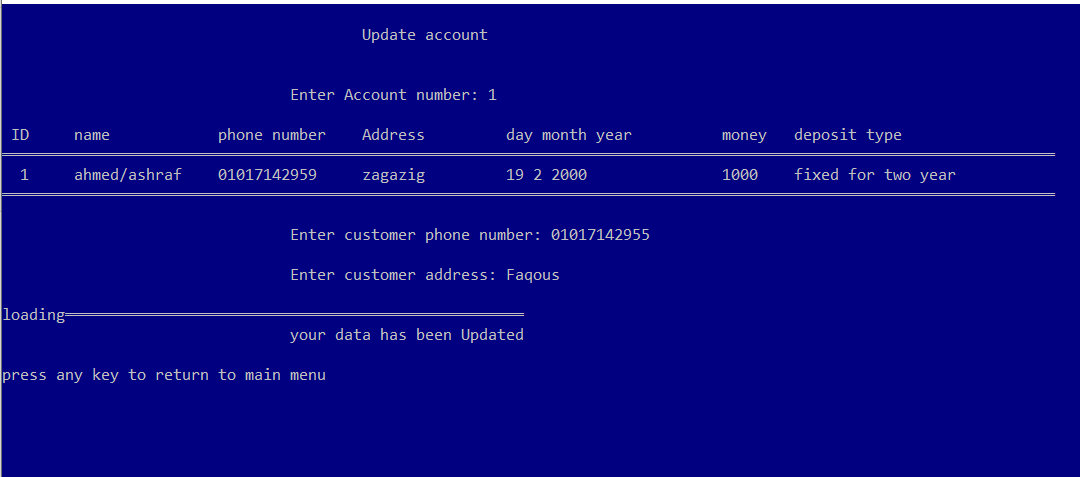 Update account
Enter Account number: 1
ID name phone number Address day month year money deposit type
1 ahmed/ashraf 01017142959 zagazig 19 2 2000 1000 fixed for two year
Enter customer phone number: 01017142955
Enter customer address: Faqous
loading
your data has been Updated
press any key to return to main menu